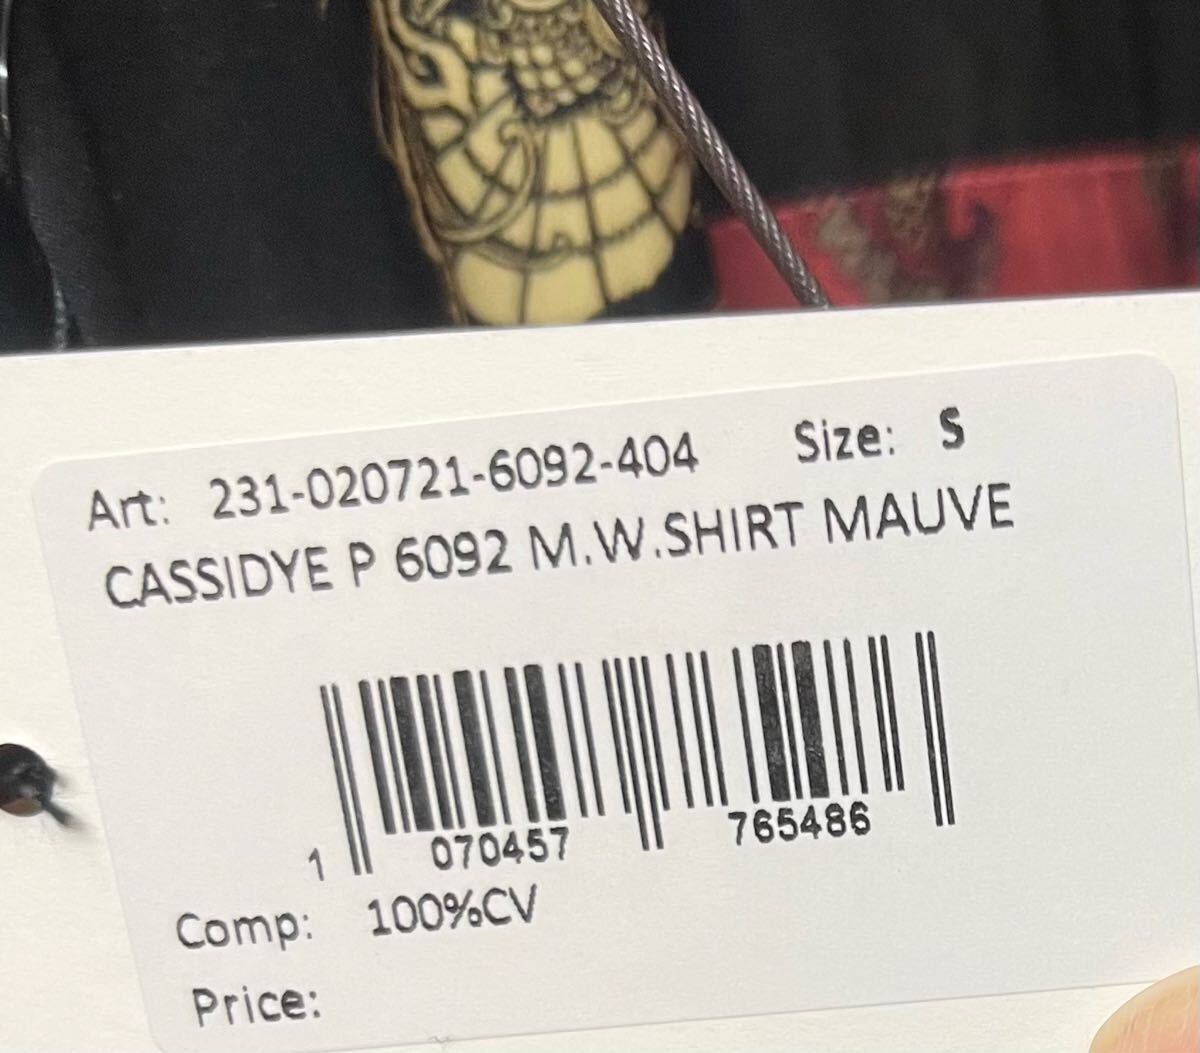 Art: 231-020721-6092-404 Size: S
CASSIDYE P 6092 M.W.SHIRT MAUVE
1 070457 765486
Comp: 100%CV
Price: